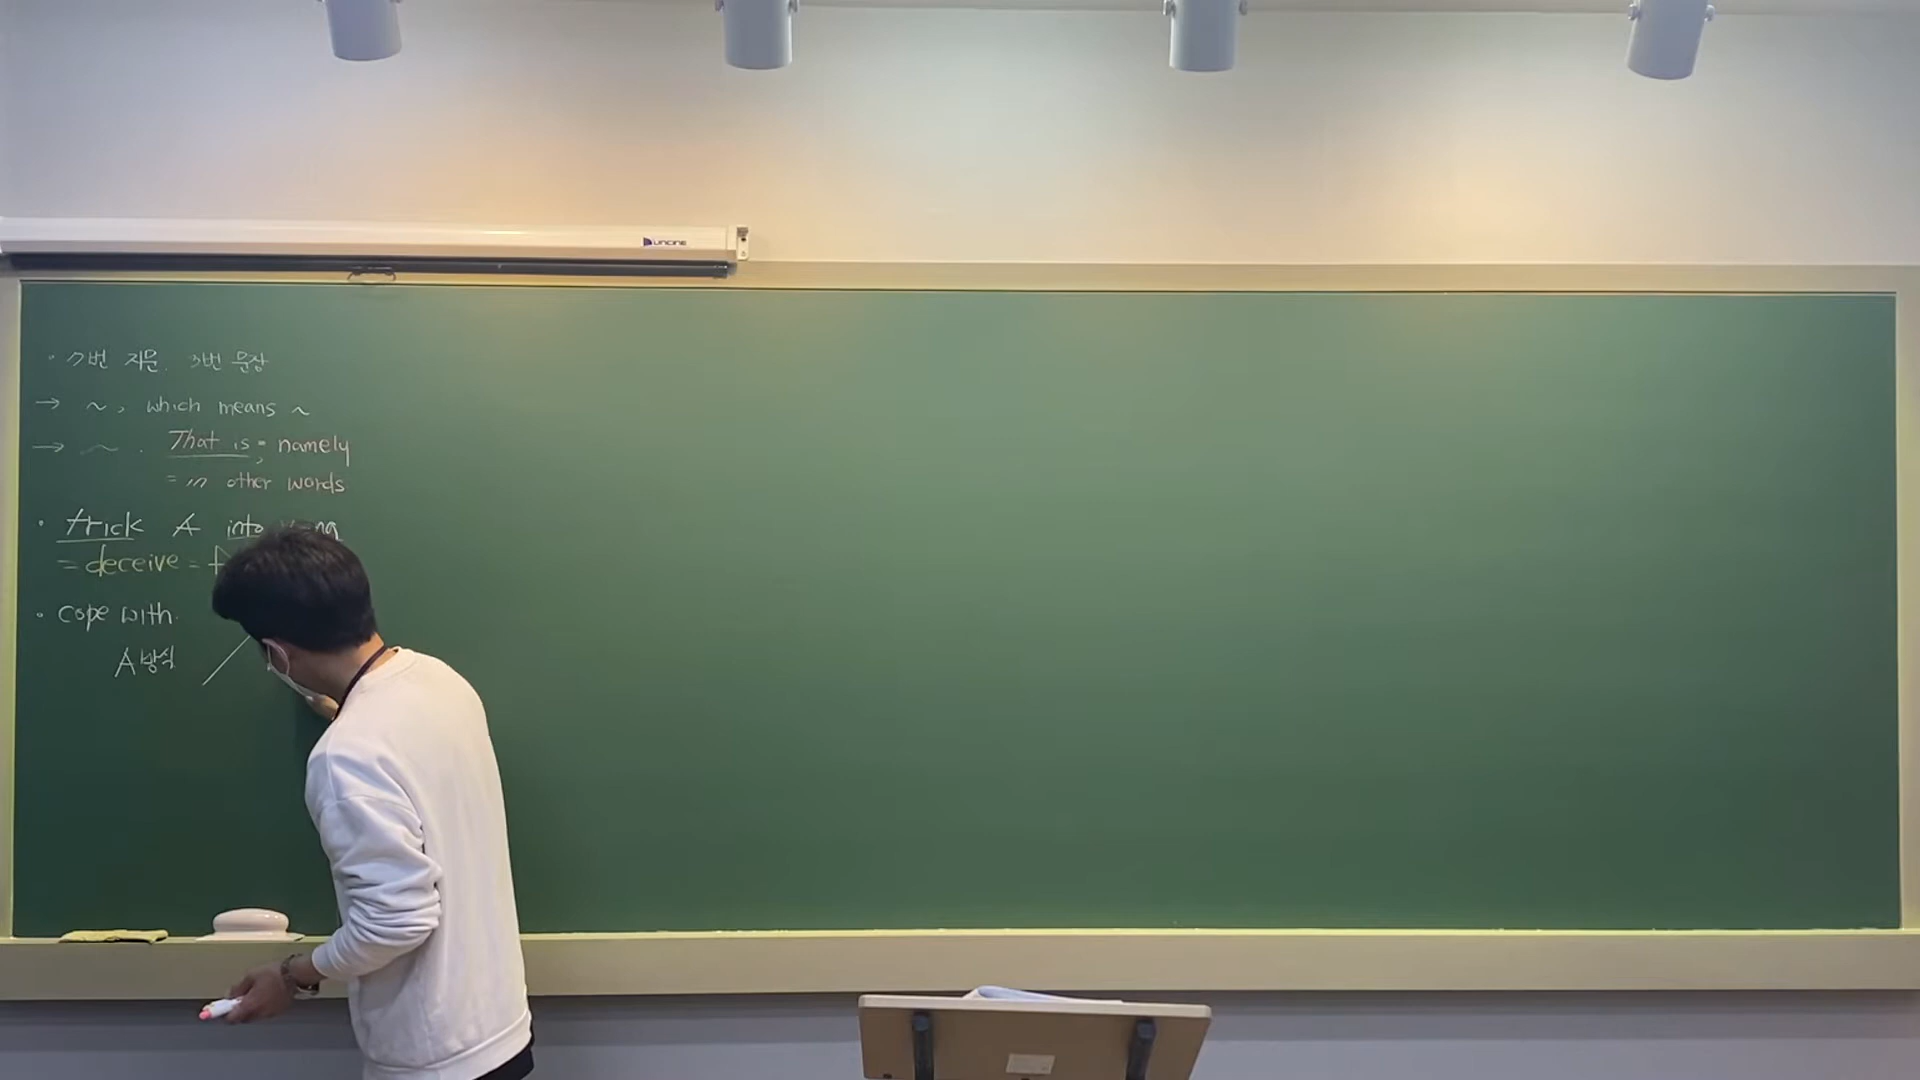 UNCINE
· 7번 지문. 3번 문장
→ ~, which means ~
→ ~ . That is, = namely
= in other words
· trick A into
= deceive =
· cope with.
A방식